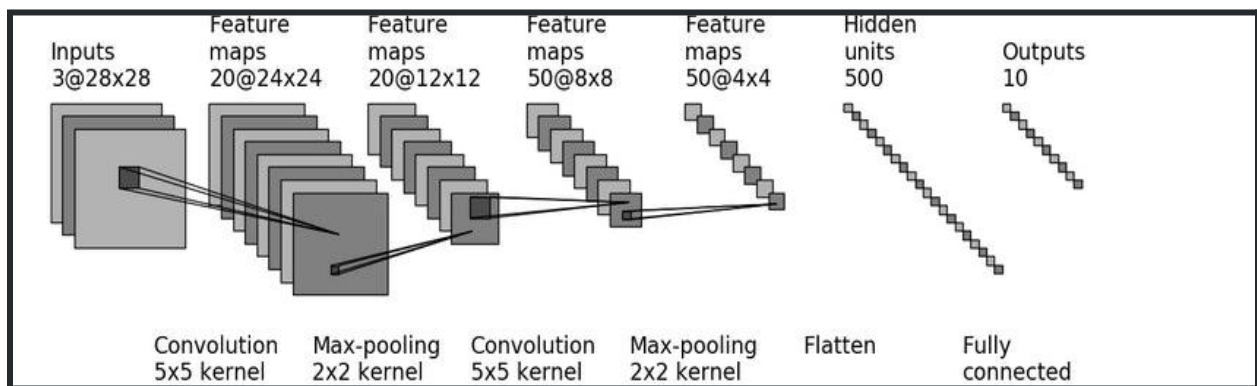 Inputs
3@28x28
Feature
maps
20@24x24
Feature
maps
20@12x12
Feature
maps
50@8x8
Feature
maps
50@4x4
Hidden
units
500
Outputs
10
Convolution
5x5 kernel
Max-pooling
2x2 kernel
Convolution
5x5 kernel
Max-pooling
2x2 kernel
Flatten
Fully
connected